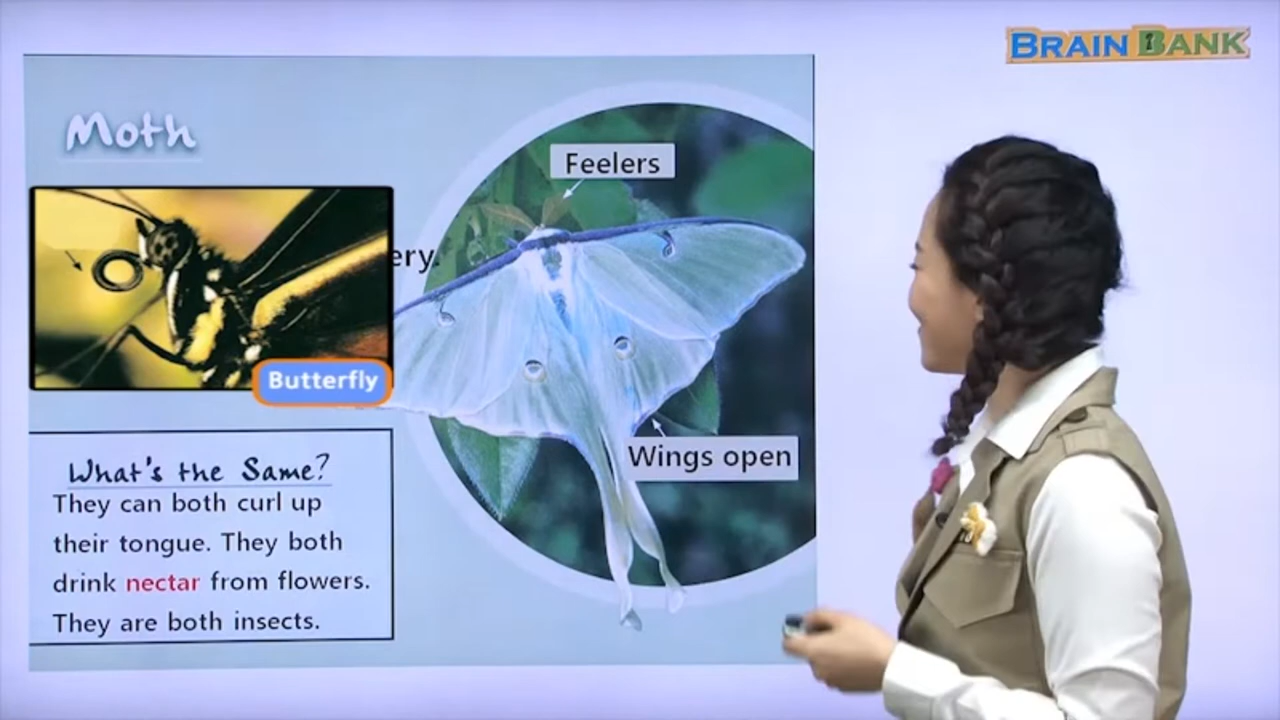 BRAIN BANK
Moth
Feelers
ery.
Butterfly
Wings open
What's the Same?
They can both curl up
their tongue. They both
drink nectar from flowers.
They are both insects.